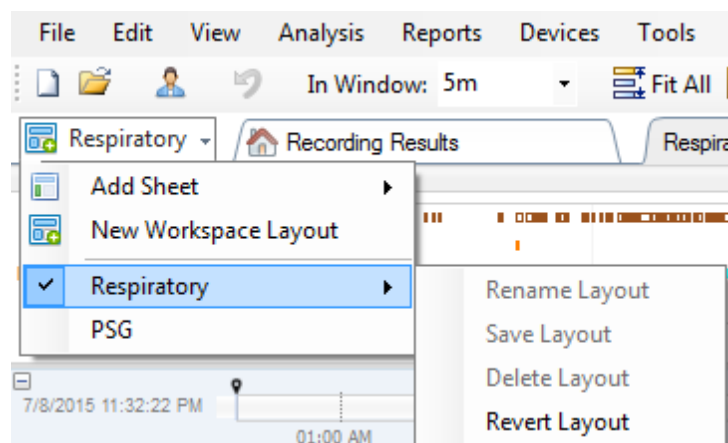 File Edit View Analysis Reports Devices Tools
In Window: 5m Fit All
Respiratory Recording Results Respira
Add Sheet
New Workspace Layout
Respiratory
PSG
Rename Layout
Save Layout
Delete Layout
Revert Layout
7/8/2015 11:32:22 PM
01:00 AM